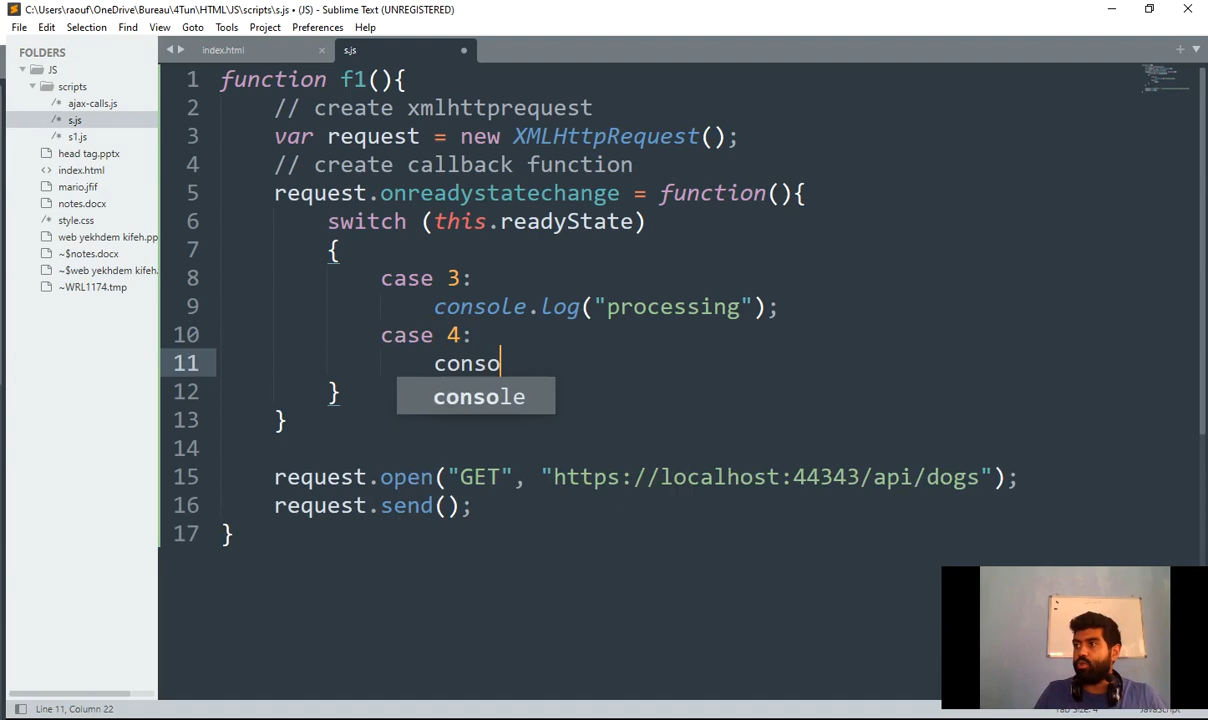 C:\Users\raouf\OneDrive\Bureau\4Tun\HTML\JS\scripts\s.js • (JS) - Sublime Text (UNREGISTERED)
File Edit Selection Find View Goto Tools Project Preferences Help
FOLDERS
JS
scripts
ajax-calls.js
s.js
s1.js
head tag.pptx
index.html
mario.jfif
notes.docx
style.css
web yekhdem kifeh.pp
~$notes.docx
~$web yekhdem kifeh.
~WRL1174.tmp
index.html
s.js
1 function f1(){
2 // create xmlhttprequest
3 var request = new XMLHttpRequest();
4 // create callback function
5 request.onreadystatechange = function(){
6 switch (this.readyState)
7 {
8 case 3:
9 console.log("processing");
10 case 4:
11 conso
console
12 }
13 }
14
15 request.open("GET", "https://localhost:44343/api/dogs");
16 request.send();
17 }
Line 11, Column 22